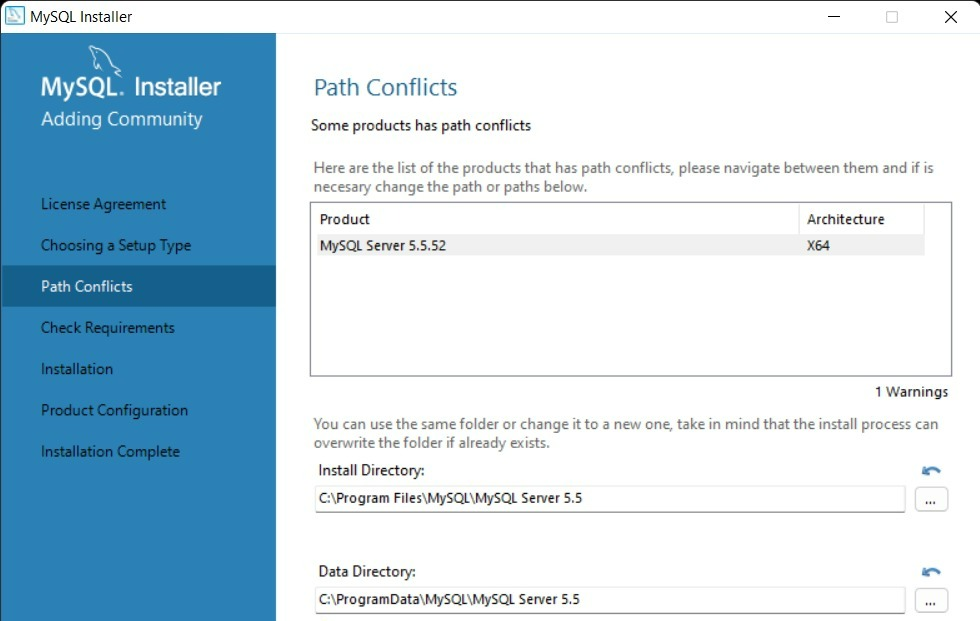 MySQL Installer
MySQL. Installer
Adding Community
License Agreement
Choosing a Setup Type
Path Conflicts
Check Requirements
Installation
Product Configuration
Installation Complete
Path Conflicts
Some products has path conflicts
Here are the list of the products that has path conflicts, please navigate between them and if is
necesary change the path or paths below.
Product Architecture
MySQL Server 5.5.52 X64
1 Warnings
You can use the same folder or change it to a new one, take in mind that the install process can
overwrite the folder if already exists.
Install Directory:
C:\Program Files\MySQL\MySQL Server 5.5 ...
Data Directory:
C:\ProgramData\MySQL\MySQL Server 5.5 ...